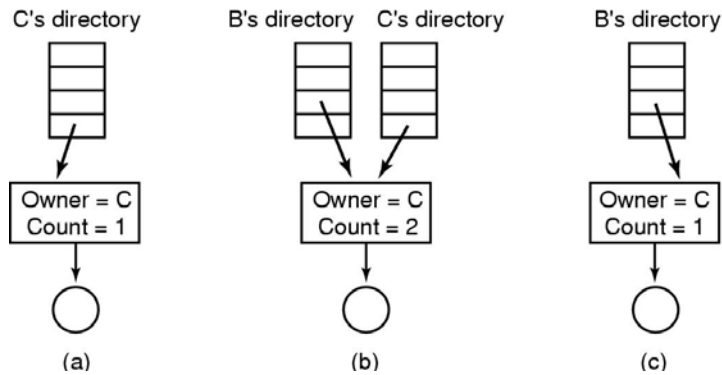 C's directory
B's directory C's directory
B's directory
Owner = C
Count = 1
Owner = C
Count = 2
Owner = C
Count = 1
(a)
(b)
(c)